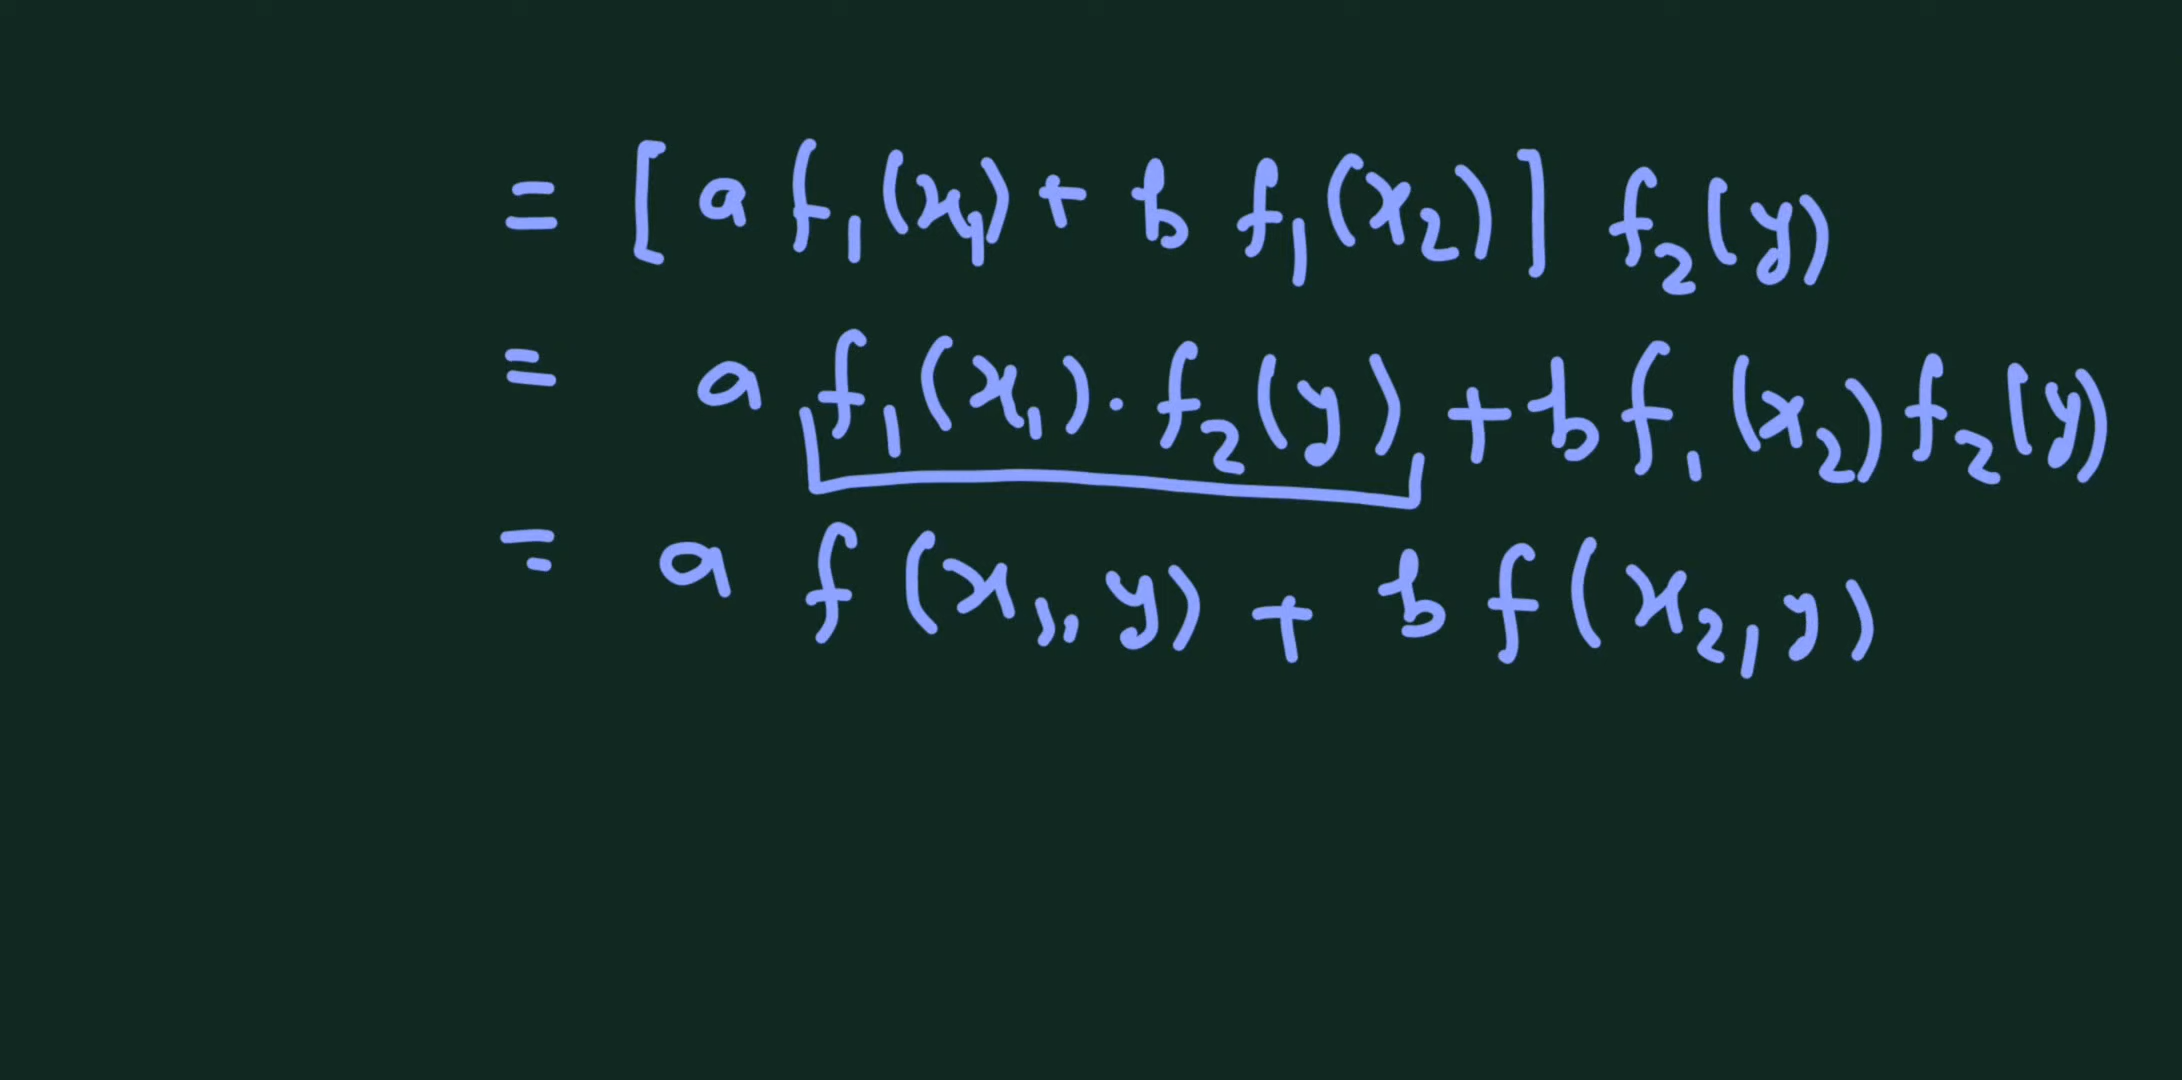 = [a f₁(x₁) + b f₁(x₂)] f₂(y)
= a f₁(x₁) · f₂(y) + b f₁(x₂) f₂(y)
= a f(x₁, y) + b f(x₂, y)